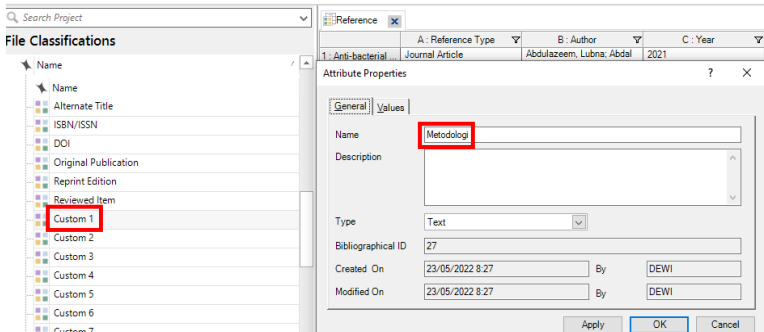 Search Project
File Classifications
Name
Name
Alternate Title
ISBN/ISSN
DOI
Original Publication
Reprint Edition
Reviewed Item
Custom 1
Custom 2
Custom 3
Custom 4
Custom 5
Custom 6
Custom 7
Reference
A : Reference Type B : Author C : Year
1 : Anti-bacterial ... Journal Article Abdulazeem, Lubna; Abdal 2021
Attribute Properties ? X
General Values
Name Metodologi
Description
Type Text
Bibliographical ID 27
Created On 23/05/2022 8:27 By DEWI
Modified On 23/05/2022 8:27 By DEWI
Apply OK Cancel